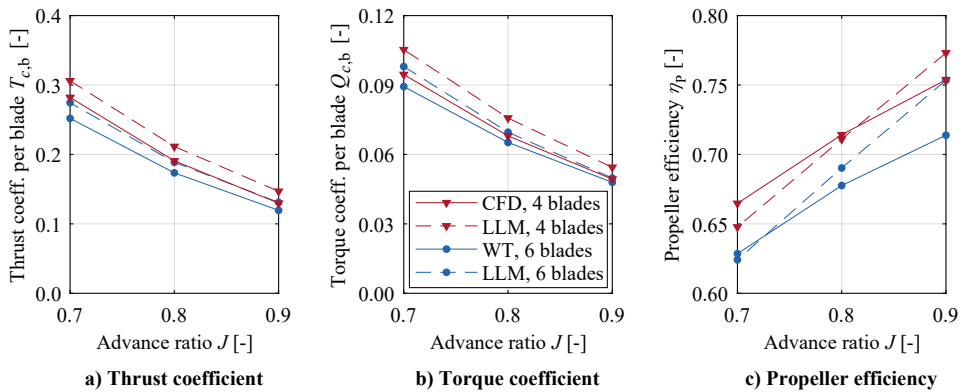 Thrust coeff. per blade T_{c,b} [-]
0.4
0.3
0.2
0.1
0.0
0.7 0.8 0.9
Advance ratio J [-]
a) Thrust coefficient
Torque coeff. per blade Q_{c,b} [-]
0.12
0.09
0.06
0.03
0.00
CFD, 4 blades
LLM, 4 blades
WT, 6 blades
LLM, 6 blades
0.7 0.8 0.9
Advance ratio J [-]
b) Torque coefficient
Propeller efficiency η_p [-]
0.80
0.75
0.70
0.65
0.60
0.7 0.8 0.9
Advance ratio J [-]
c) Propeller efficiency